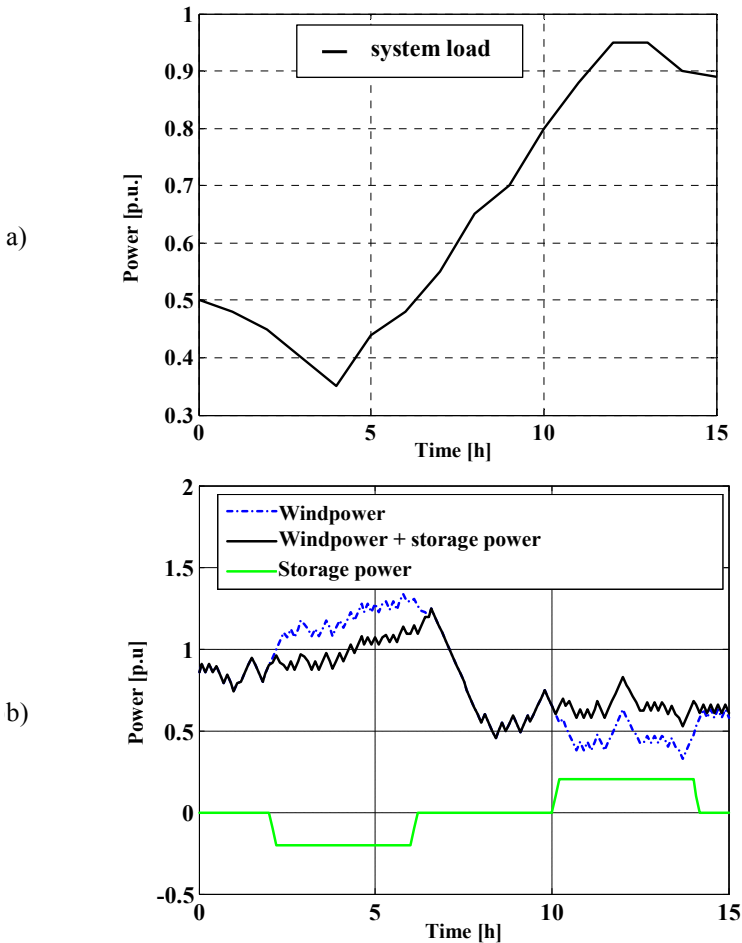 a)
Power [p.u.]
1
0.9
0.8
0.7
0.6
0.5
0.4
0.3
system load
0 5 10 15
Time [h]
b)
Power [p.u]
2
1.5
1
0.5
0
-0.5
Windpower
Windpower + storage power
Storage power
0 5 10 15
Time [h]